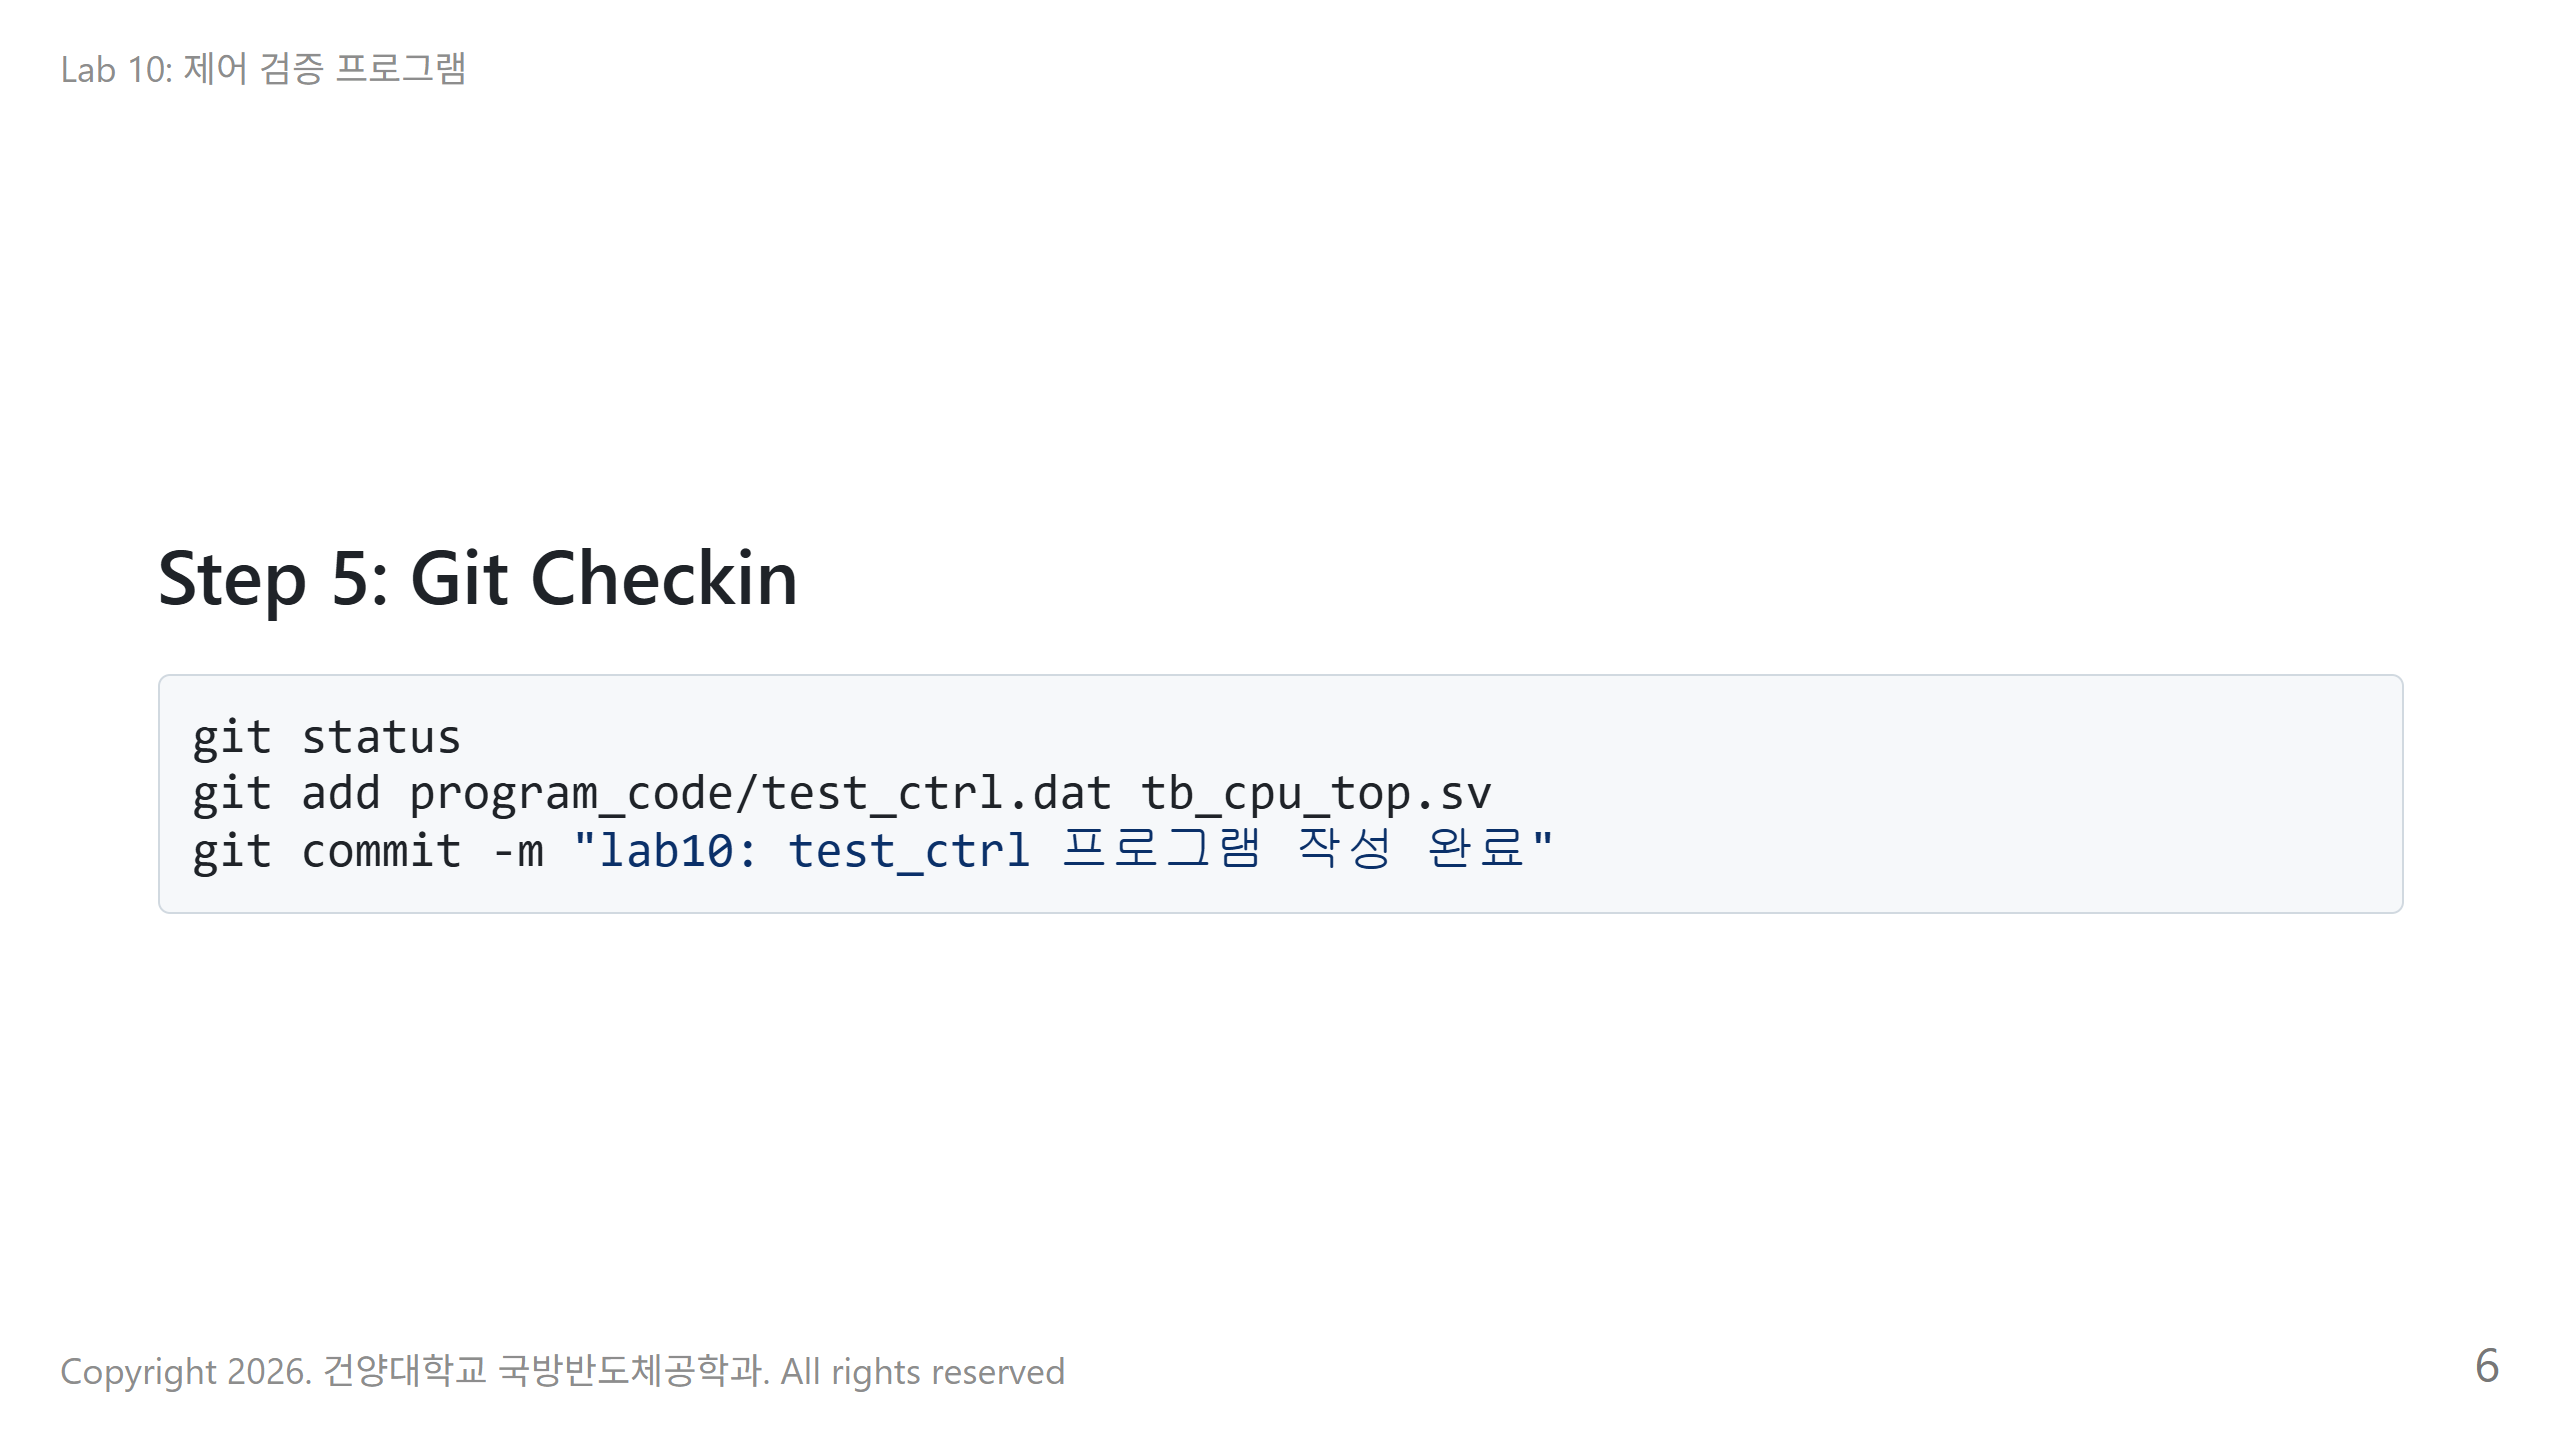 Lab 10: 제어 검증 프로그램
Step 5: Git Checkin
git status
git add program_code/test_ctrl.dat tb_cpu_top.sv
git commit -m "lab10: test_ctrl 프로그램 작성 완료"
Copyright 2026. 건양대학교 국방반도체공학과. All rights reserved
6